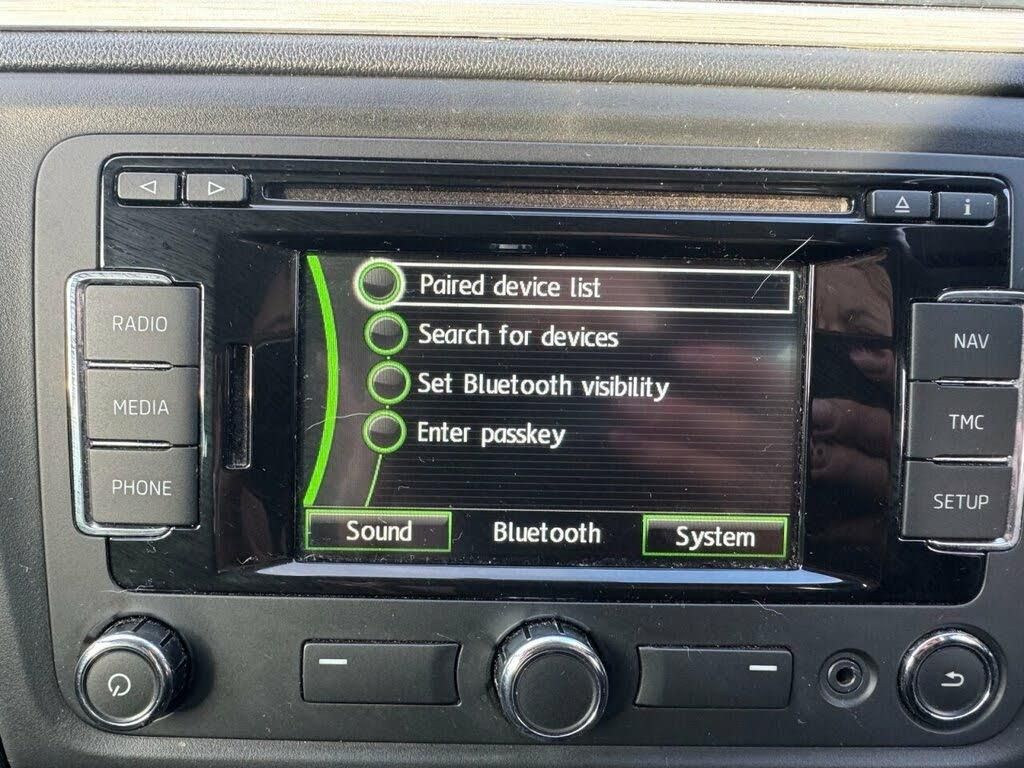 i
RADIO
MEDIA
PHONE
Paired device list
Search for devices
Set Bluetooth visibility
Enter passkey
Sound Bluetooth System
NAV
TMC
SETUP